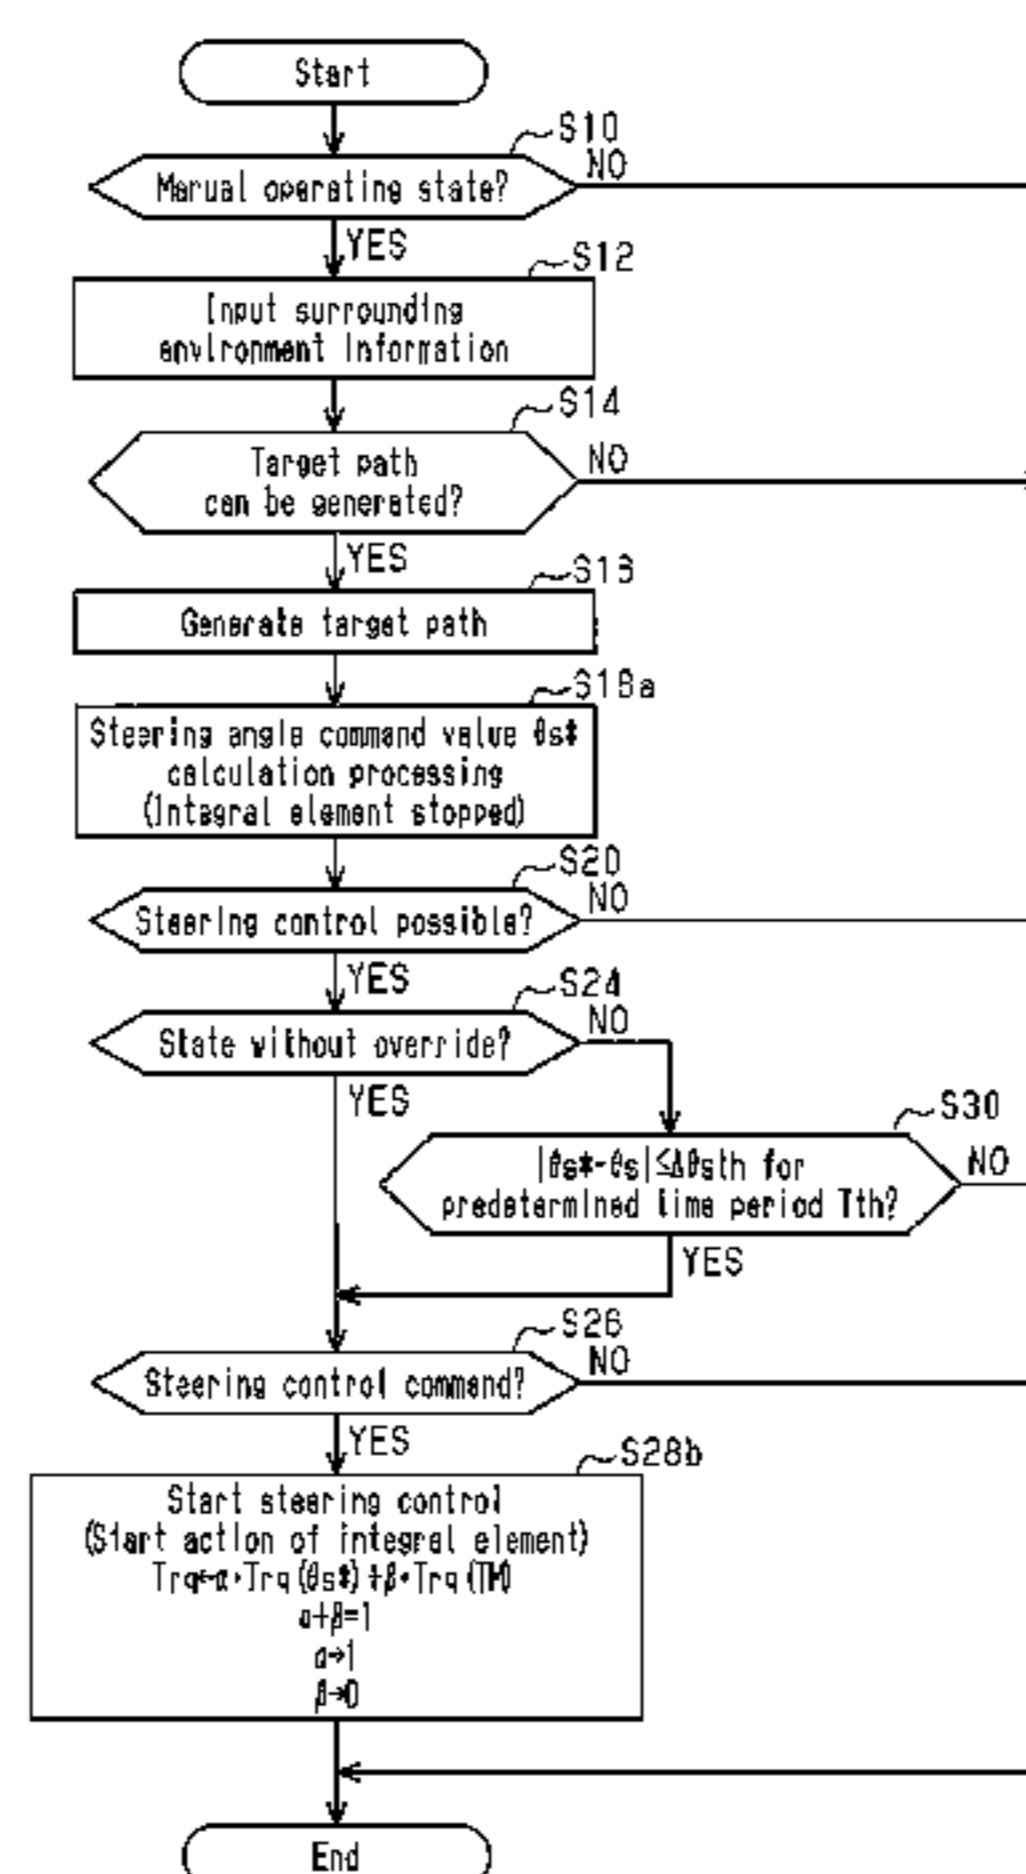 Start
S10
Manual operating state?
NO
YES
S12
Input surrounding
environment information
S14
Target path
can be generated?
NO
YES
S16
Generate target path
S18a
Steering angle command value θs*
calculation processing
(Integral element stopped)
S20
Steering control possible?
NO
YES
S24
State without override?
NO
YES
S30
|θs*-θs|≤Δθsth for
predetermined time period Tth?
NO
YES
S26
Steering control command?
NO
YES
S28b
Start steering control
(Start action of integral element)
Trq←α·Trq(θs*)+β·Trq(TM)
α+β=1
α→1
β→0
End